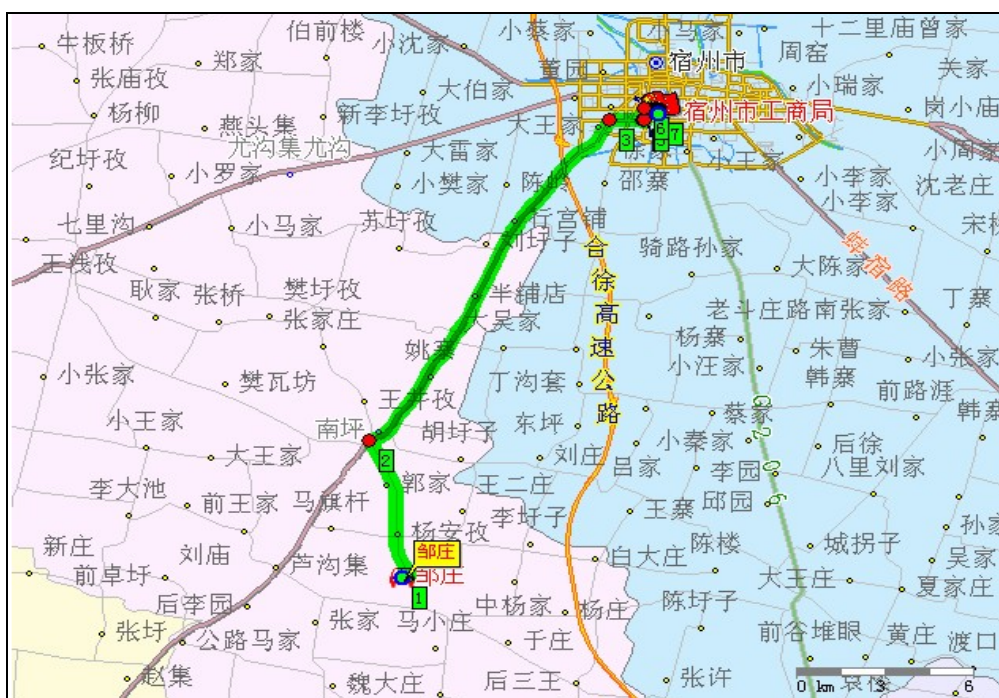 伯前楼
小蔡家
小马家
十二里庙曾家
牛板桥
郑家
小沈家
宿州市
周窑
关家
张庙孜
董园
大伯家
小瑞家
杨柳
新李圩孜
宿州市工商局
岗小庙
燕头集
大王家
3
6
7
尤沟集尤沟
大雷家
小周家
纪圩孜
小罗家
小樊家
陈岭
邵寨
小王家
小李家
沈老庄
小李家
七里沟
小马家
苏圩孜
行宫铺
刘圩子
骑路孙家
蚌宿路
王浅孜
合徐高速公路
大陈家
耿家
张桥
樊圩孜
半铺店
丁寨
张家庄
大吴家
老斗庄路南张家
姚寨
杨寨
朱曹
小张家
小张家
樊瓦坊
丁沟套
小汪家
韩寨
前路涯
王井孜
G206
小王家
南坪
胡圩子
东坪
蔡家
韩寨
大王家
2
刘庄
小秦家
后徐
李大池
郭家
王二庄
吕家
李园
八里刘家
前王家
马旗杆
李圩子
王寨
邱园
新庄
刘庙
杨安孜
白大庄
陈楼
城拐子
吴家
前卓圩
芦沟集
邹庄
邹庄
大王庄
夏家庄
后李园
1
中杨家
杨庄
陈圩子
张圩
公路马家
张家
马小庄
于庄
前谷堆眼
黄庄
渡口
赵集
魏大庄
后三王
张许
0 km 3 6